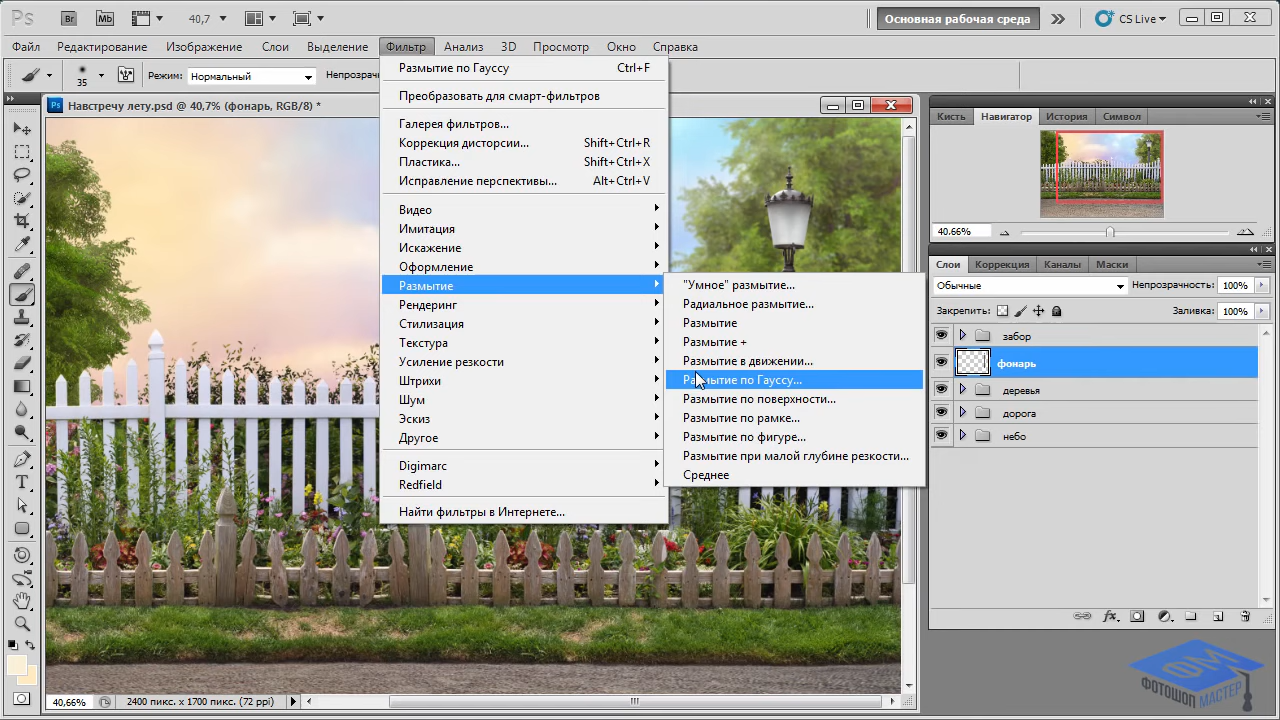 Ps
Br
Mb
40,7
Основная рабочая среда
CS Live
Файл
Редактирование
Изображение
Слои
Выделение
Фильтр
Анализ
3D
Просмотр
Окно
Справка
35
Режим:
Нормальный
Непрозрачн
Навстречу лету.psd @ 40,7% (фонарь, RGB/8) *
Размытие по Гауссу Ctrl+F
Преобразовать для смарт-фильтров
Галерея фильтров...
Коррекция дисторсии... Shift+Ctrl+R
Пластика... Shift+Ctrl+X
Исправление перспективы... Alt+Ctrl+V
Видео
Имитация
Искажение
Оформление
Размытие
Рендеринг
Стилизация
Текстура
Усиление резкости
Штрихи
Шум
Эскиз
Другое
Digimarc
Redfield
Найти фильтры в Интернете...
"Умное" размытие...
Радиальное размытие...
Размытие
Размытие +
Размытие в движении...
Размытие по Гауссу...
Размытие по поверхности...
Размытие по рамке...
Размытие по фигуре...
Размытие при малой глубине резкости...
Среднее
Кисть
Навигатор
История
Символ
40.66%
Слои
Коррекция
Каналы
Маски
Обычные
Непрозрачность: 100%
Закрепить:
Заливка: 100%
забор
фонарь
деревья
дорога
небо
40,66%
2400 пикс. x 1700 пикс. (72 ppi)
ФМ
ФОТОШОП МАСТЕР